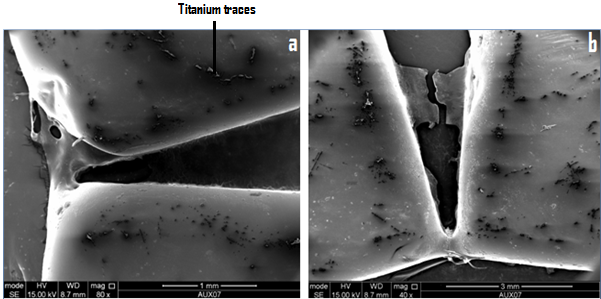 Titanium traces
a
b
mode HV WD mag □ 1 mm
SE 15.00 kV 8.7 mm 80 x AUX07
mode HV WD mag □ 3 mm
SE 15.00 kV 8.7 mm 40 x AUX07